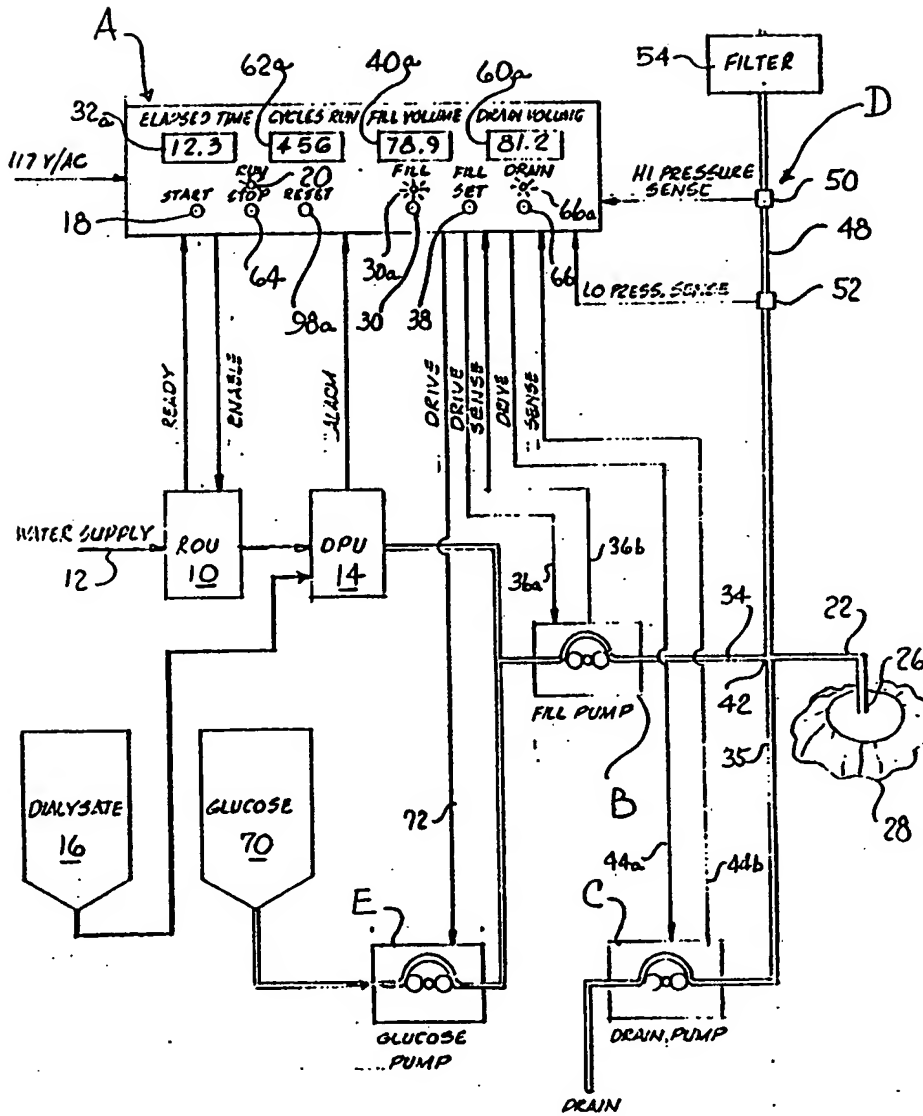 A
62a
40a
60a
54
FILTER
D
32a
ELAPSED TIME
CYCLES RUN
FILL VOLUME
DRAIN VOLUME
12.3
456
78.9
81.2
117 V/AC
RUN
20
FILL
FILL
DRAIN
HI PRESSURE
SENSE
50
START
STOP
RESET
SET
66a
18
30a
48
64
98a
30
38
66
LO PRESS. SENSE
52
READY
ENABLE
ALARM
DRIVE
DRIVE
SENSE
DRIVE
SENSE
WATER SUPPLY
12
ROU
10
DPU
14
36a
36b
34
22
26
42
FILL PUMP
35
B
28
DIALYSATE
16
GLUCOSE
70
72
44a
44b
E
C
GLUCOSE
PUMP
DRAIN PUMP
DRAIN